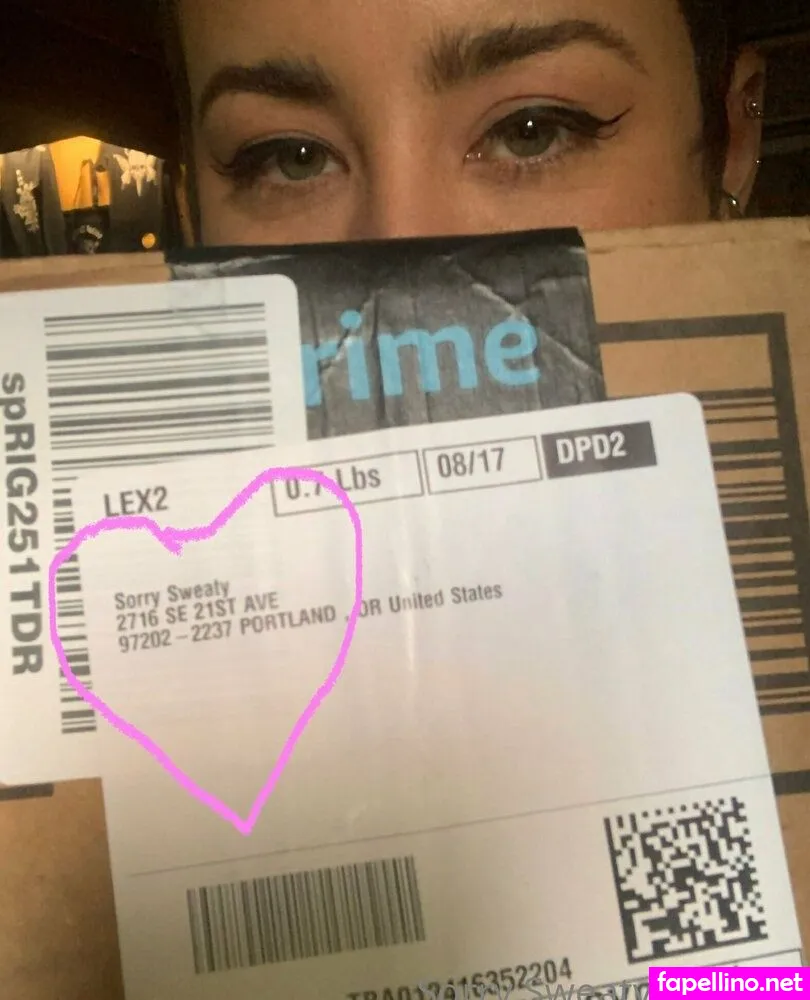 rime
spRIG251TDR
LEX2
0.7 Lbs
08/17
DPD2
Sorry Sweaty
2716 SE 21ST AVE
97202-2237 PORTLAND , OR United States
fapellino.net